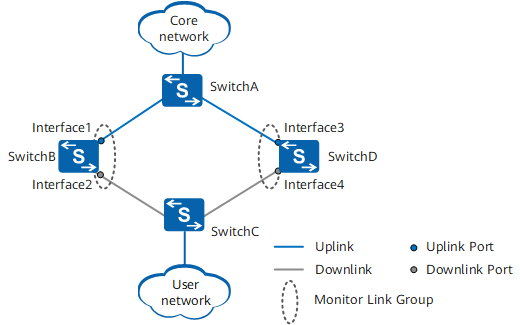 Core
network
S
SwitchA
Interface1
Interface3
SwitchB
S
S
SwitchD
Interface2
Interface4
S
SwitchC
Uplink
Uplink Port
Downlink
Downlink Port
User
network
Monitor Link Group